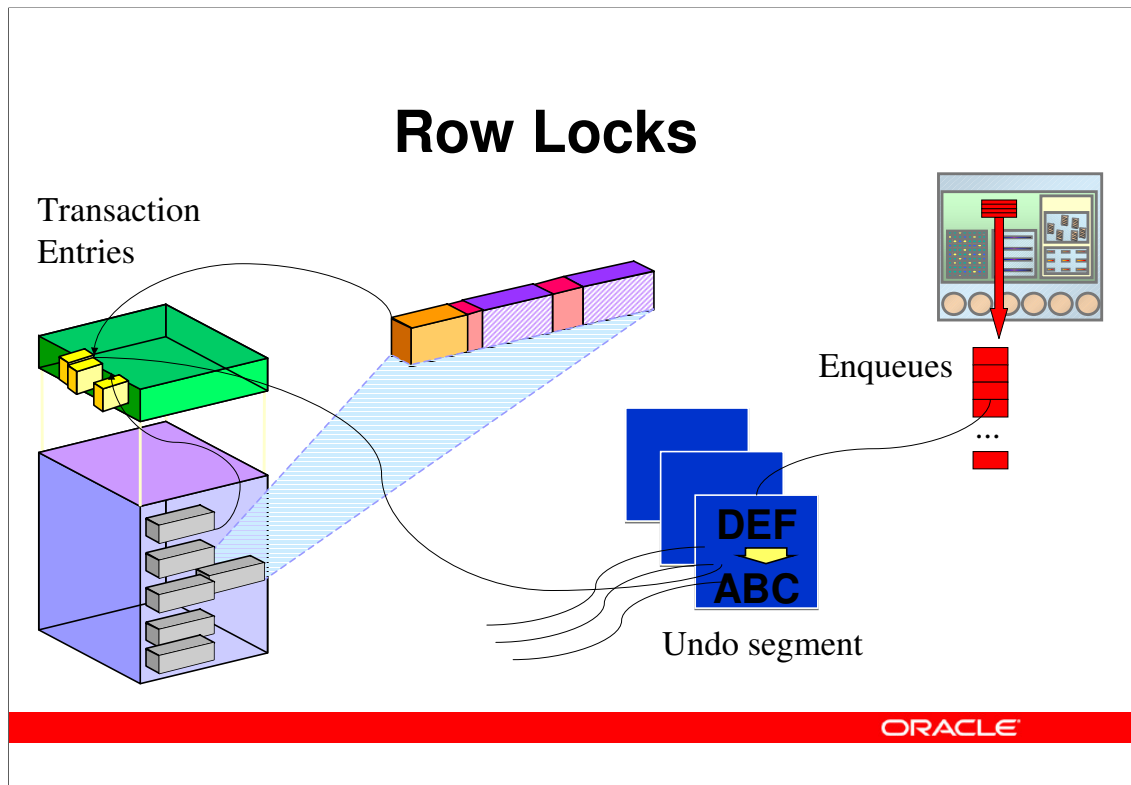 Row Locks
Transaction
Entries
Enqueues
...
DEF
ABC
Undo segment
ORACLE